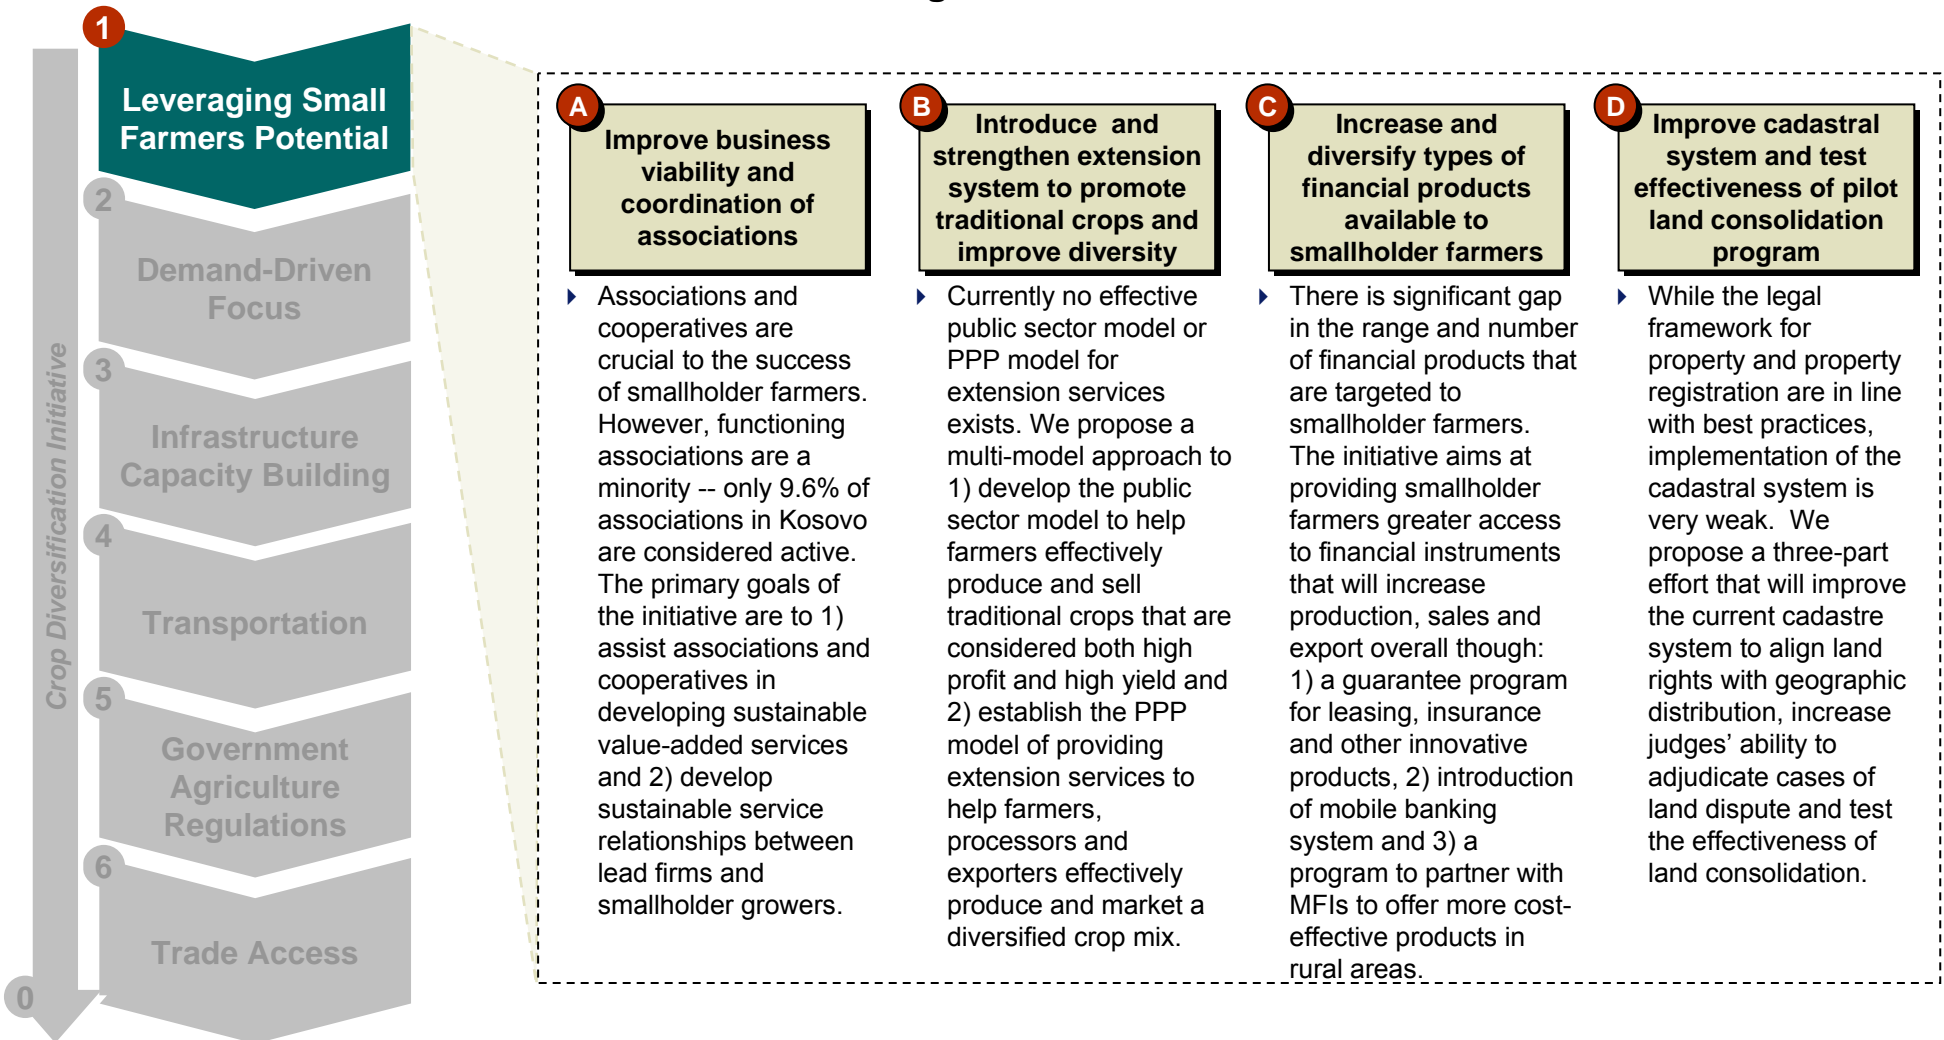 1
Leveraging Small
Farmers Potential
2
Demand-Driven
Focus
3
Infrastructure
Capacity Building
4
Transportation
5
Government
Agriculture
Regulations
6
Trade Access
0
Crop Diversification Initiative
A
Improve business
viability and
coordination of
associations
Associations and
cooperatives are
crucial to the success
of smallholder farmers.
However, functioning
associations are a
minority -- only 9.6% of
associations in Kosovo
are considered active.
The primary goals of
the initiative are to 1)
assist associations and
cooperatives in
developing sustainable
value-added services
and 2) develop
sustainable service
relationships between
lead firms and
smallholder growers.
B
Introduce and
strengthen extension
system to promote
traditional crops and
improve diversity
Currently no effective
public sector model or
PPP model for
extension services
exists. We propose a
multi-model approach to
1) develop the public
sector model to help
farmers effectively
produce and sell
traditional crops that are
considered both high
profit and high yield and
2) establish the PPP
model of providing
extension services to
help farmers,
processors and
exporters effectively
produce and market a
diversified crop mix.
C
Increase and
diversify types of
financial products
available to
smallholder farmers
There is significant gap
in the range and number
of financial products that
are targeted to
smallholder farmers.
The initiative aims at
providing smallholder
farmers greater access
to financial instruments
that will increase
production, sales and
export overall though:
1) a guarantee program
for leasing, insurance
and other innovative
products, 2) introduction
of mobile banking
system and 3) a
program to partner with
MFIs to offer more cost-
effective products in
rural areas.
D
Improve cadastral
system and test
effectiveness of pilot
land consolidation
program
While the legal
framework for
property and property
registration are in line
with best practices,
implementation of the
cadastral system is
very weak.  We
propose a three-part
effort that will improve
the current cadastre
system to align land
rights with geographic
distribution, increase
judges’ ability to
adjudicate cases of
land dispute and test
the effectiveness of
land consolidation.